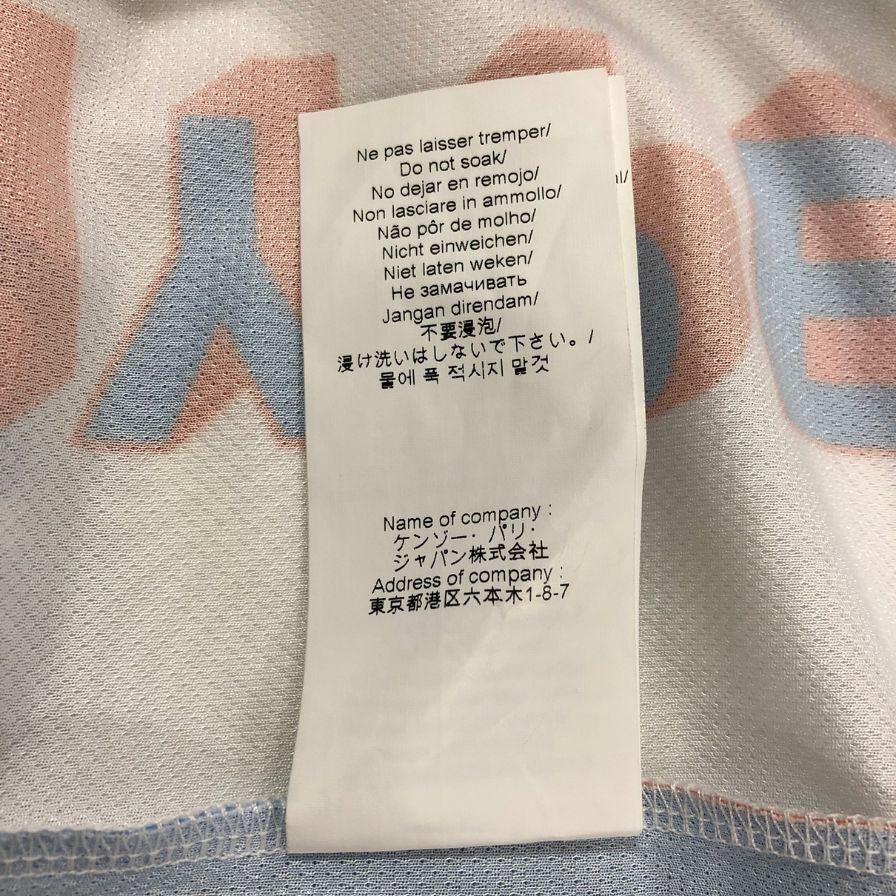 Ne pas laisser tremper/
Do not soak/
No dejar en remojo/
Non lasciare in ammollo/
Não pôr de molho/
Nicht einweichen/
Niet laten weken/
Не замачивать
Jangan direndam/
不要浸泡/
浸け洗いはしないで下さい。/
물에 푹 적시지 말것
Name of company :
ケンゾー・パリ・
ジャパン株式会社
Address of company :
東京都港区六本木1-8-7